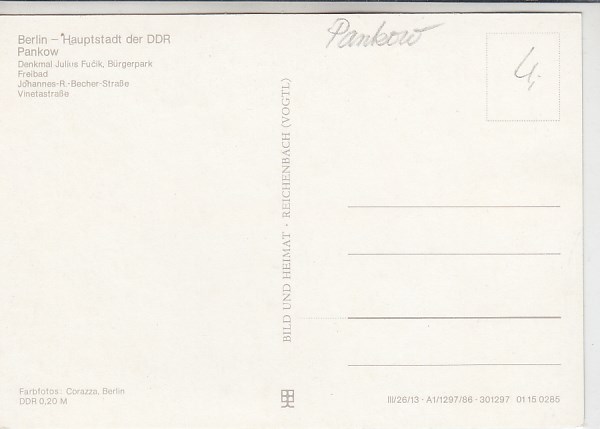 Berlin – Hauptstadt der DDR
Pankow
Denkmal Julius Fučik, Bürgerpark
Freibad
Johannes-R.-Becher-Straße
Vinetastraße
Pankow
4,-
BILD UND HEIMAT · REICHENBACH (VOGTL)
Farbfotos: Corazza, Berlin
DDR 0,20 M
III/26/13 · A1/1297/86 · 301297 01 15 0285